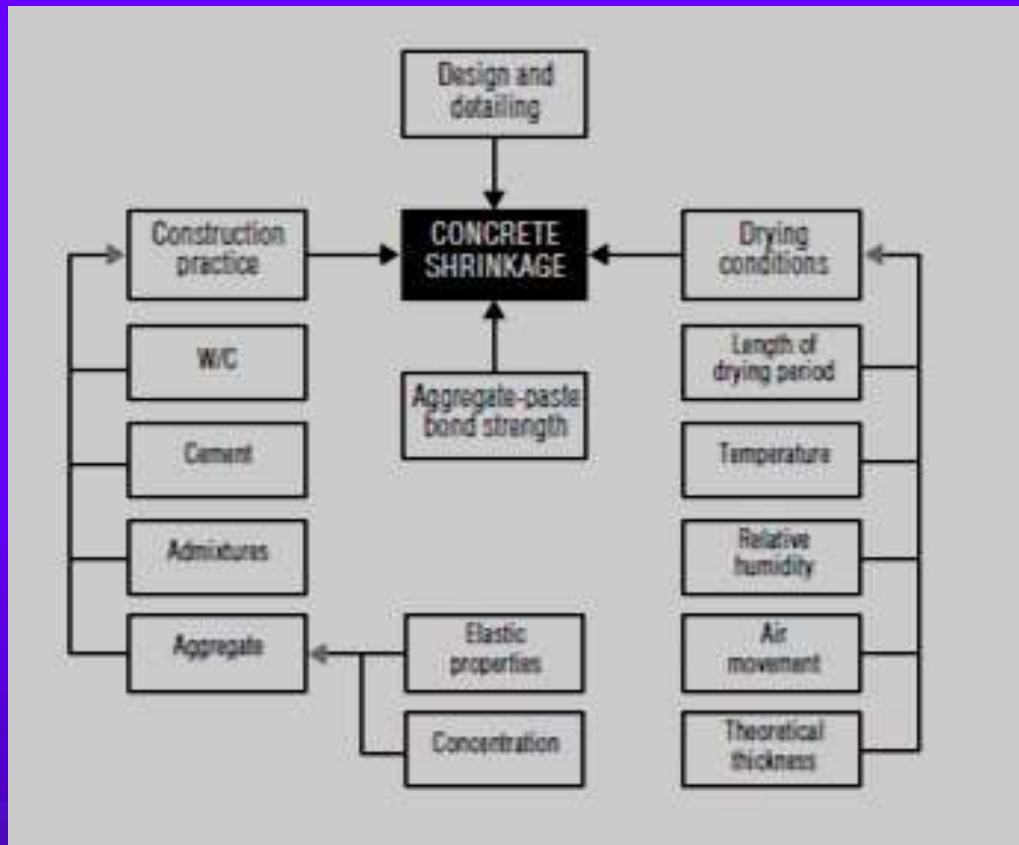 Design and
detailing
Construction
practice
CONCRETE
SHRINKAGE
Drying
conditions
W/C
Aggregate-paste
bond strength
Length of
drying period
Cement
Temperature
Admixtures
Relative
humidity
Aggregate
Elastic
properties
Air
movement
Concentration
Theoretical
thickness